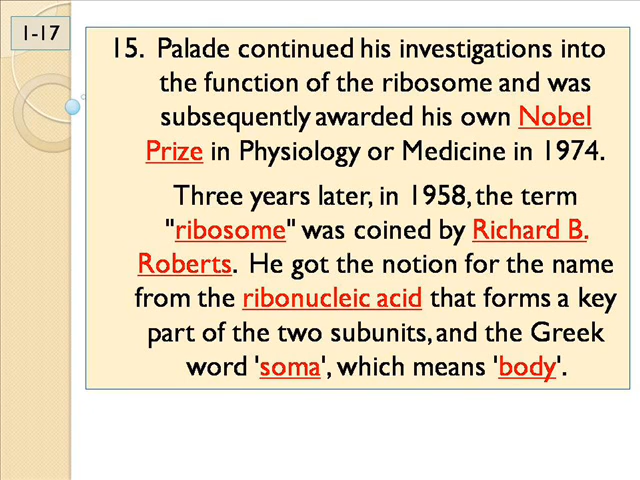 1-17
15. Palade continued his investigations into
the function of the ribosome and was
subsequently awarded his own Nobel
Prize in Physiology or Medicine in 1974.
Three years later, in 1958, the term
"ribosome" was coined by Richard B.
Roberts. He got the notion for the name
from the ribonucleic acid that forms a key
part of the two subunits, and the Greek
word 'soma', which means 'body'.